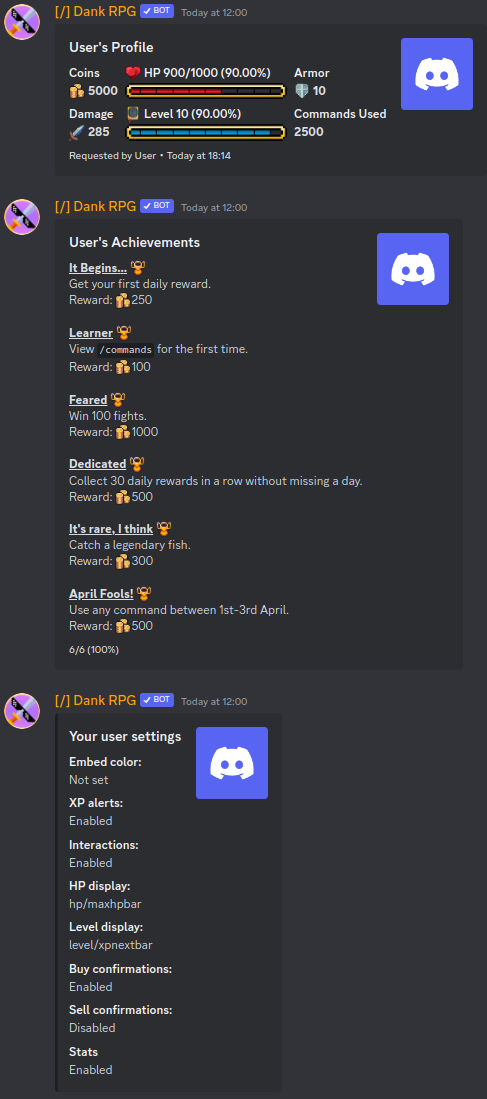 [/] Dank RPG ✓ BOT Today at 12:00
User's Profile
Coins HP 900/1000 (90.00%) Armor
5000 10
Damage Level 10 (90.00%) Commands Used
285 2500
Requested by User • Today at 18:14
[/] Dank RPG ✓ BOT Today at 12:00
User's Achievements
It Begins...
Get your first daily reward.
Reward: 250
Learner
View /commands for the first time.
Reward: 100
Feared
Win 100 fights.
Reward: 1000
Dedicated
Collect 30 daily rewards in a row without missing a day.
Reward: 500
It's rare, I think
Catch a legendary fish.
Reward: 300
April Fools!
Use any command between 1st-3rd April.
Reward: 500
6/6 (100%)
[/] Dank RPG ✓ BOT Today at 12:00
Your user settings
Embed color:
Not set
XP alerts:
Enabled
Interactions:
Enabled
HP display:
hp/maxhpbar
Level display:
level/xpnextbar
Buy confirmations:
Enabled
Sell confirmations:
Disabled
Stats
Enabled